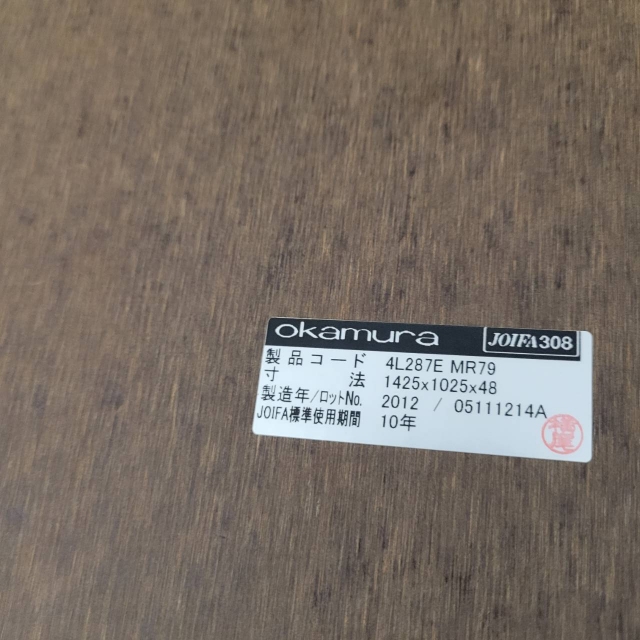 okamura JOIFA308
製品コード 4L287E MR79
寸法 1425x1025x48
製造年/ロットNo. 2012 / 05111214A
JOIFA標準使用期間 10年